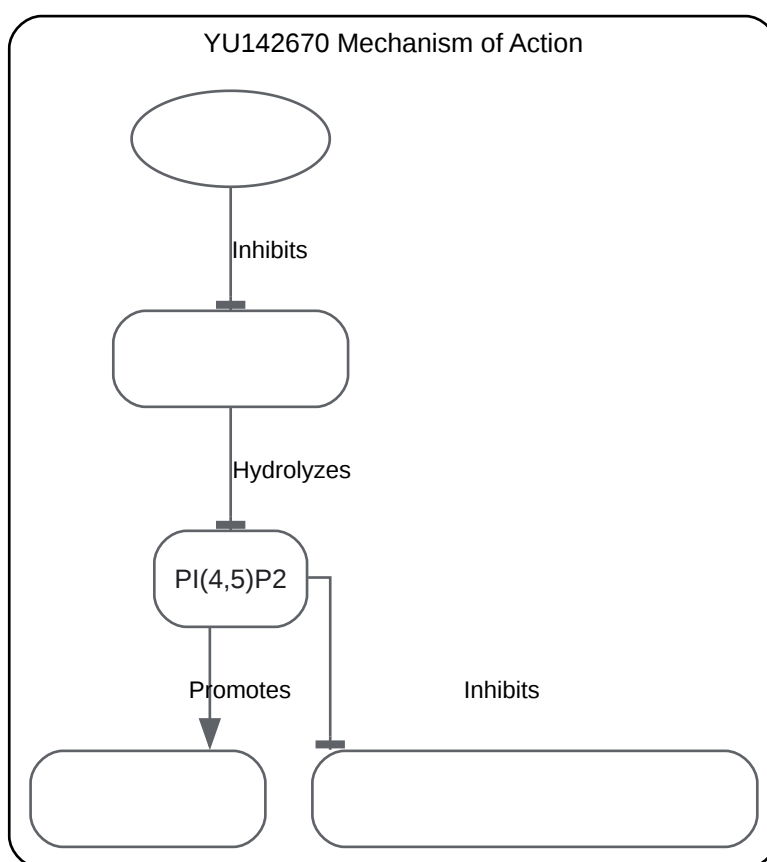 YU142670 Mechanism of Action
Inhibits
Hydrolyzes
PI(4,5)P2
Promotes
Inhibits